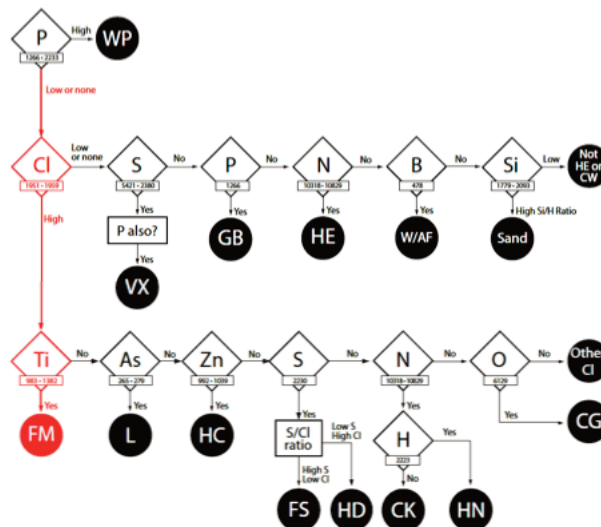 P
1266 - 2233
High
WP
Low or none
Cl
1951 - 1959
Low
or none
S
5421 - 2380
No
P
1266
No
N
10318 - 10829
No
B
478
No
Si
1779 - 2093
Low
Not
HE or
CW
High
Yes
P also?
Yes
VX
Yes
GB
Yes
HE
Yes
W/AF
High Si/H Ratio
Sand
Ti
983 - 1382
No
As
265 - 279
No
Zn
992 - 1039
No
S
2230
No
N
10318 - 10829
No
O
6129
No
Other
Cl
Yes
FM
Yes
L
Yes
HC
Yes
S/Cl
ratio
Low S
High Cl
Yes
H
2223
Yes
Yes
CG
High S
Low Cl
No
FS
HD
CK
HN